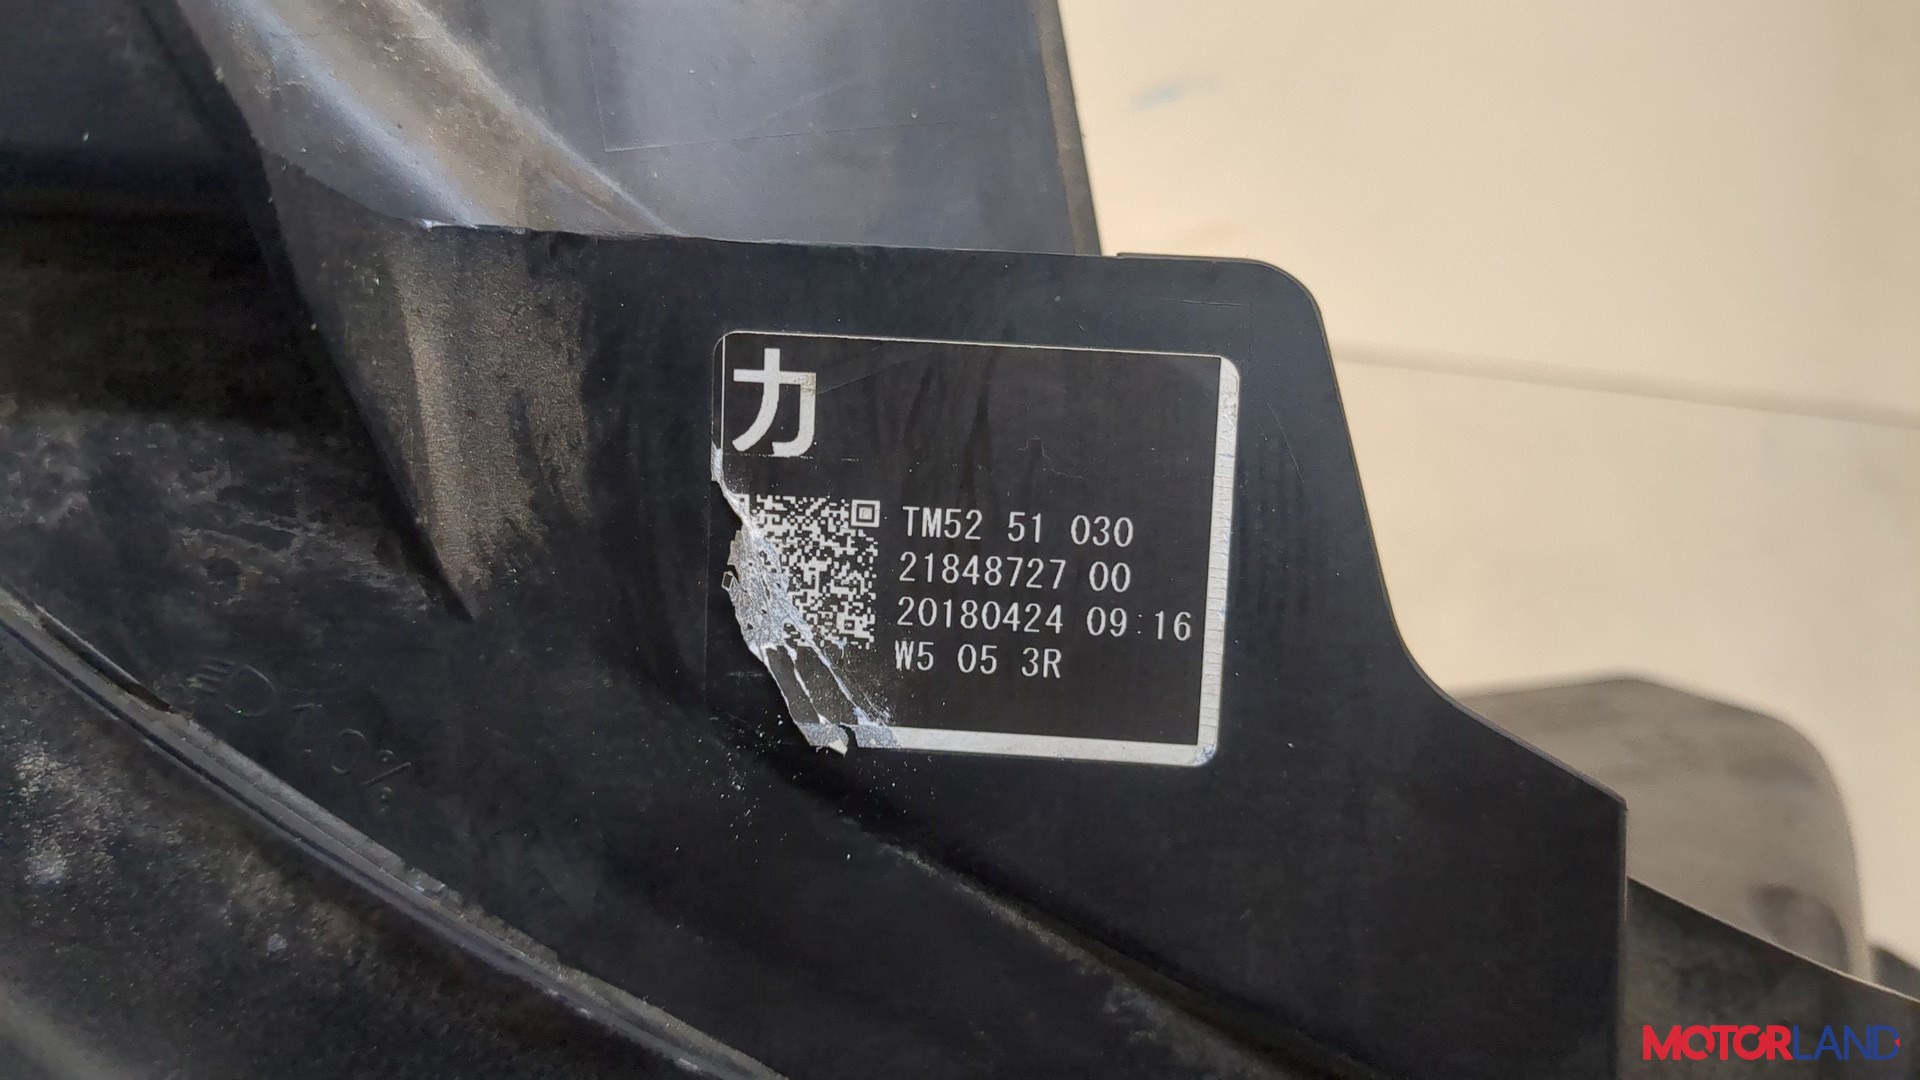 力
TM52 51 030
21848727 00
20180424 09:16
W5 05 3R
MOTORLAND